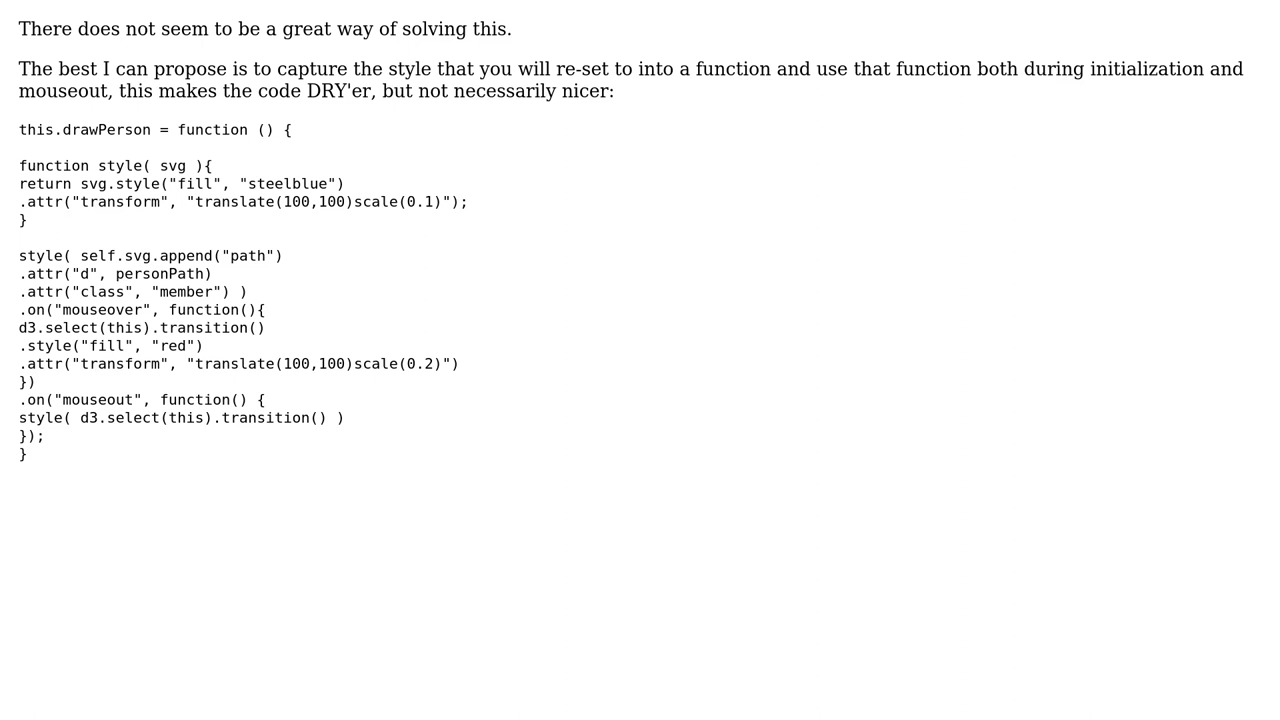 There does not seem to be a great way of solving this.
The best I can propose is to capture the style that you will re-set to into a function and use that function both during initialization and
mouseout, this makes the code DRY'er, but not necessarily nicer:
this.drawPerson = function () {
function style( svg ){
return svg.style("fill", "steelblue")
.attr("transform", "translate(100,100)scale(0.1)");
}
style( self.svg.append("path")
.attr("d", personPath)
.attr("class", "member") )
.on("mouseover", function(){
d3.select(this).transition()
.style("fill", "red")
.attr("transform", "translate(100,100)scale(0.2)")
})
.on("mouseout", function() {
style( d3.select(this).transition() )
});
}